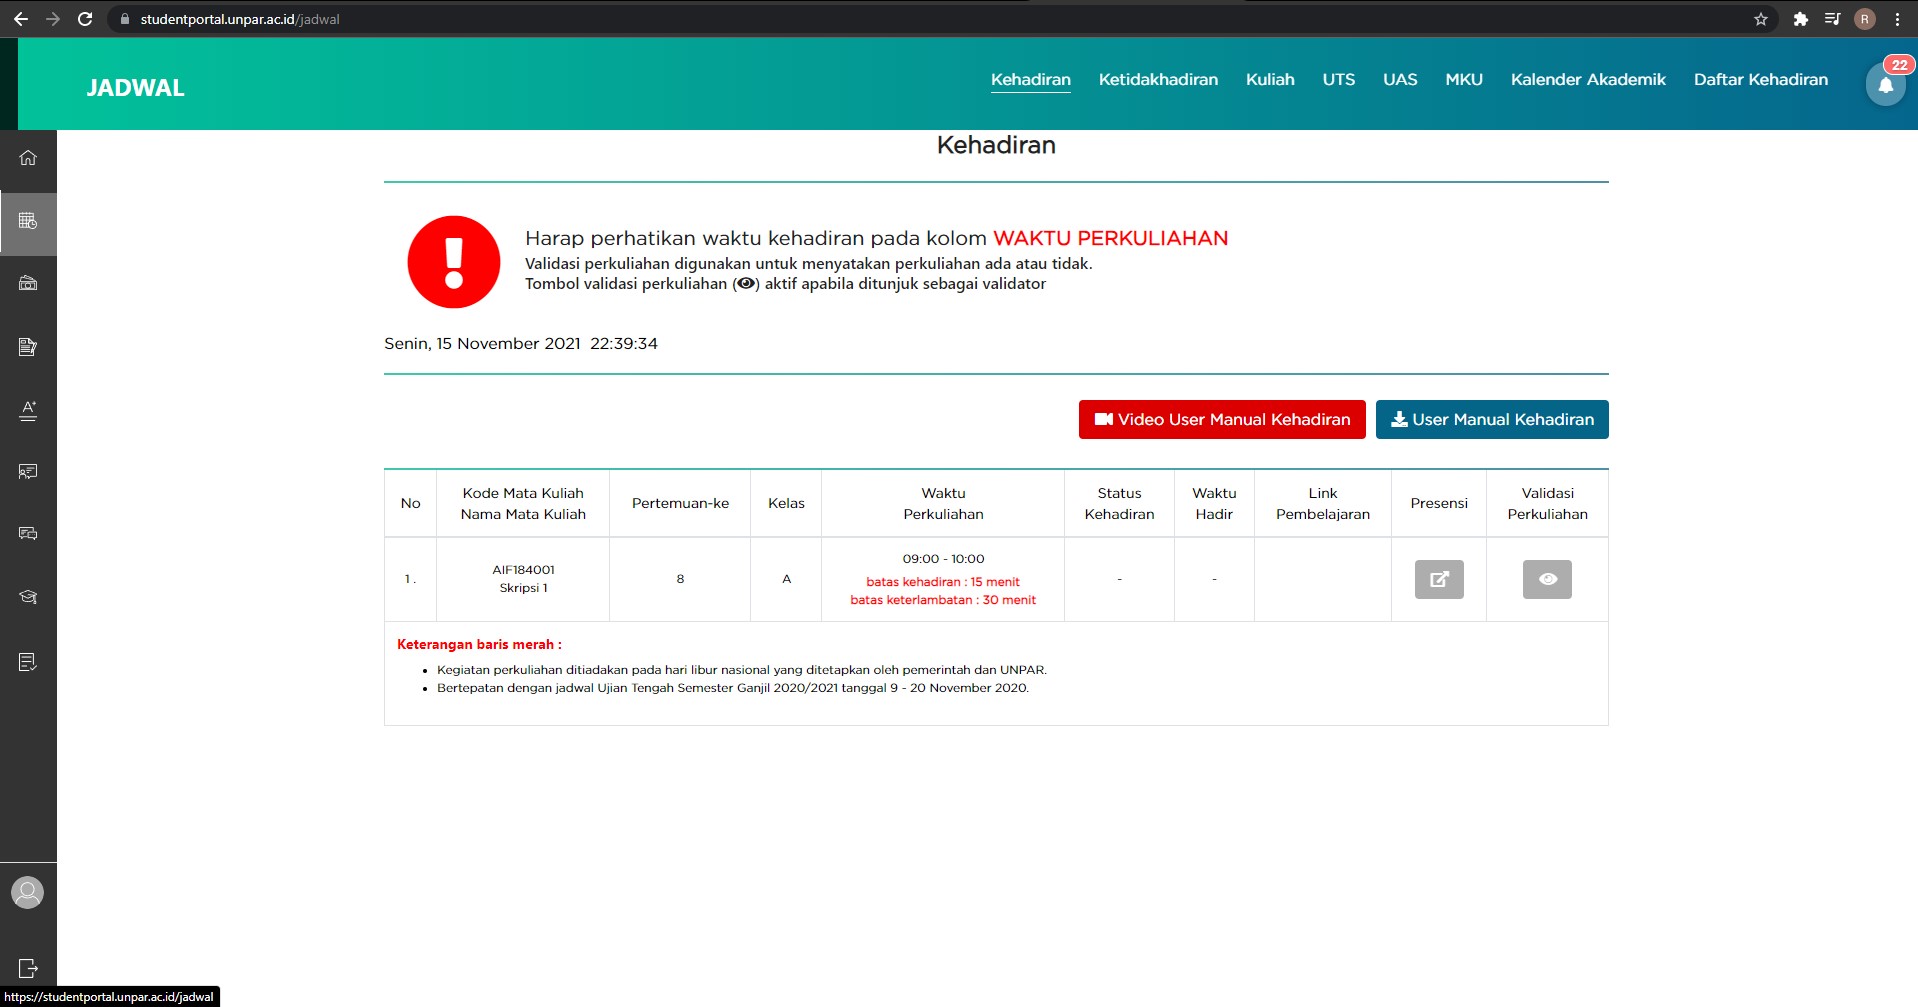 studentportal.unpar.ac.id/jadwal
R
JADWAL
Kehadiran Ketidakhadiran Kuliah UTS UAS MKU Kalender Akademik Daftar Kehadiran
22
Kehadiran
Harap perhatikan waktu kehadiran pada kolom WAKTU PERKULIAHAN
Validasi perkuliahan digunakan untuk menyatakan perkuliahan ada atau tidak.
Tombol validasi perkuliahan () aktif apabila ditunjuk sebagai validator
Senin, 15 November 2021 22:39:34
Video User Manual Kehadiran
User Manual Kehadiran
No
Kode Mata Kuliah
Nama Mata Kuliah
Pertemuan-ke
Kelas
Waktu
Perkuliahan
Status
Kehadiran
Waktu
Hadir
Link
Pembelajaran
Presensi
Validasi
Perkuliahan
1 .
AIF184001
Skripsi 1
8
A
09:00 - 10:00
batas kehadiran : 15 menit
batas keterlambatan : 30 menit
-
-
Keterangan baris merah :
• Kegiatan perkuliahan ditiadakan pada hari libur nasional yang ditetapkan oleh pemerintah dan UNPAR.
• Bertepatan dengan jadwal Ujian Tengah Semester Ganjil 2020/2021 tanggal 9 - 20 November 2020.
A+
https://studentportal.unpar.ac.id/jadwal